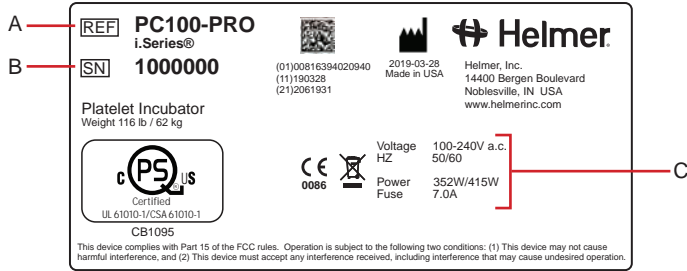 A
REF PC100-PRO
i.Series®
B
SN 1000000
(01)00816394020940
(11)190328
(21)2061931
2019-03-28
Made in USA
Helmer
Helmer, Inc.
14400 Bergen Boulevard
Noblesville, IN USA
www.helmerinc.com
Platelet Incubator
Weight 116 lb / 62 kg
c PS ® US
Certified
UL 61010-1/CSA 61010-1
CB1095
CE
0086
Voltage 100-240V a.c.
HZ 50/60
Power 352W/415W
Fuse 7.0A
C
This device complies with Part 15 of the FCC rules. Operation is subject to the following two conditions: (1) This device may not cause
harmful interference, and (2) This device must accept any interference received, including interference that may cause undesired operation.